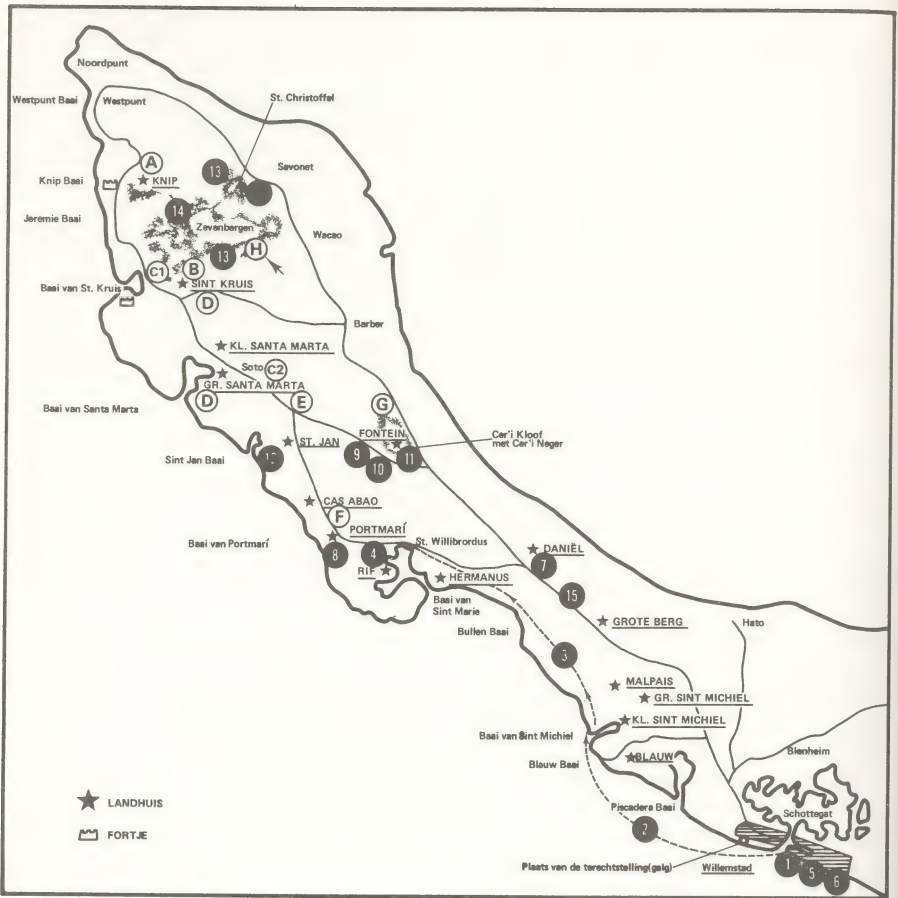 Noordpunt
Westpunt Baai
Westpunt
St. Christoffel
A
13
Savonet
Knip Baai
KNIP
14
Jeremie Baai
Zevenbergen
Wacao
H
13
C1
B
Baai van St. Kruis
SINT KRUIS
D
Barber
KL. SANTA MARTA
Soto
C2
GR. SANTA MARTA
D
E
G
Baai van Santa Marta
FONTEIN
Cer'i Kloof
met Cer'i Neger
ST. JAN
9
10
11
Sint Jan Baai
CAS ABAO
F
PORTMARÍ
Baai van Portmarí
St. Willibrordus
8
4
RIF
HERMANUS
DANIËL
7
15
Baai van
Sint Marie
GROTE BERG
Hato
Bullen Baai
3
MALPAIS
GR. SINT MICHIEL
KL. SINT MICHIEL
Baai van Sint Michiel
Blauw Baai
BLAUW
Blenheim
Piscadera Baai
Schottegat
LANDHUIS
FORTJE
2
Plaats van de terechtstelling(galg)
Willemstad
1
5
6